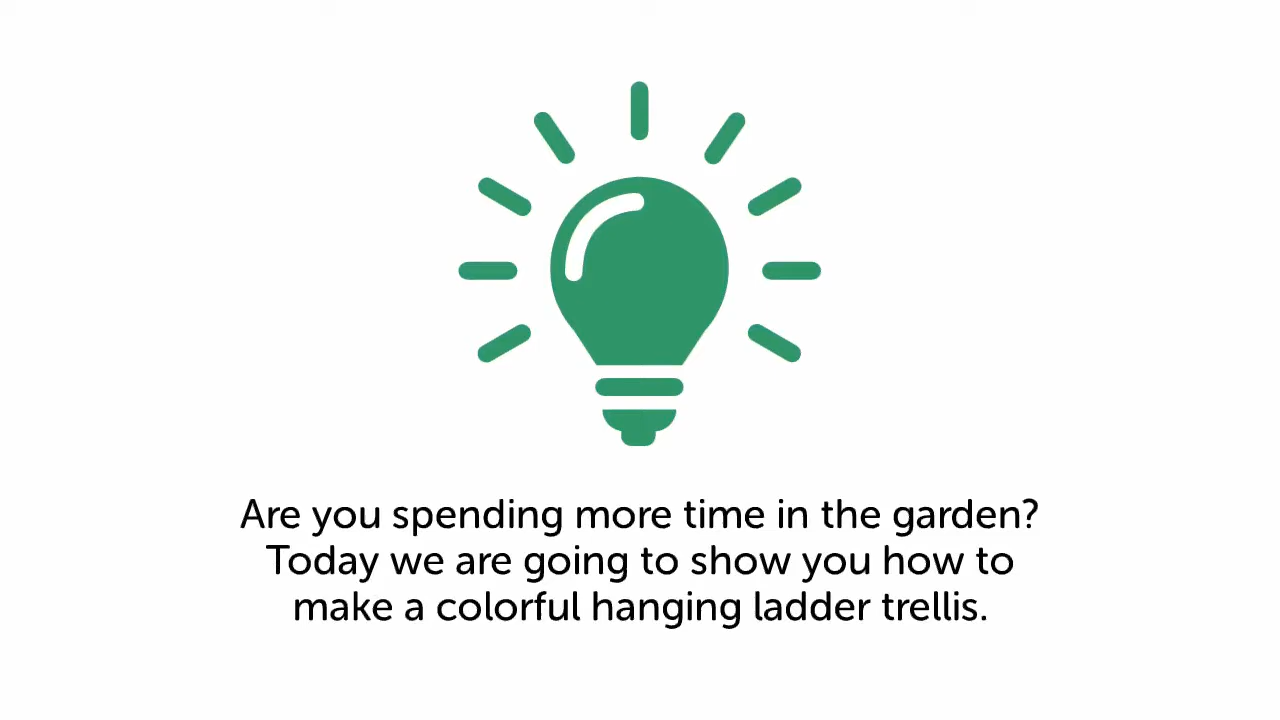 Are you spending more time in the garden?
Today we are going to show you how to
make a colorful hanging ladder trellis.